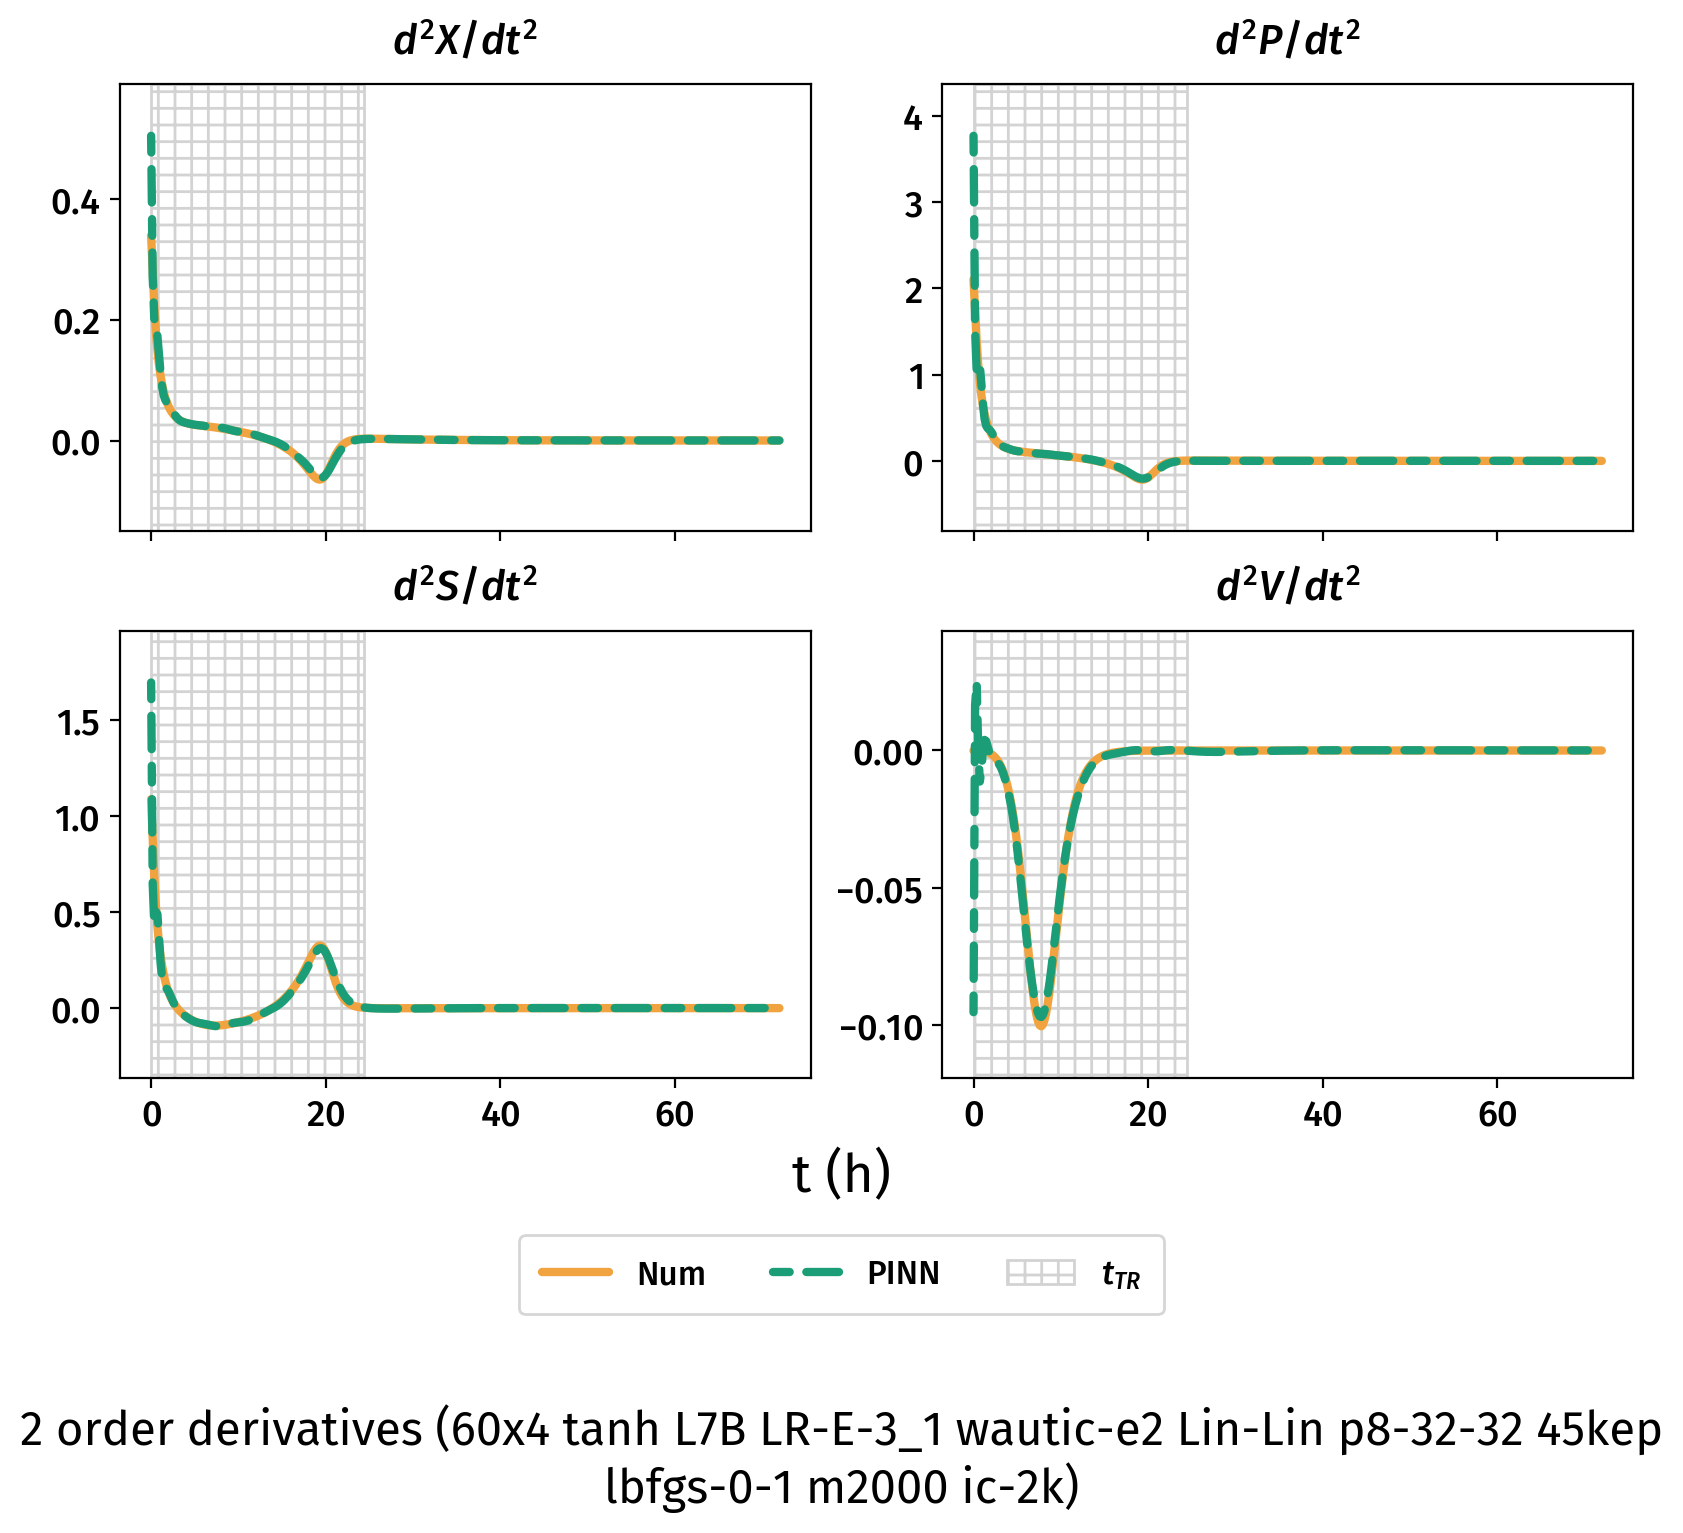 d²X/dt²
d²P/dt²
0.4
0.2
0.0
4
3
2
1
0
d²S/dt²
d²V/dt²
1.5
1.0
0.5
0.0
0.00
−0.05
−0.10
0 20 40 60
0 20 40 60
t (h)
Num PINN t_TR
2 order derivatives (60x4 tanh L7B LR-E-3_1 wautic-e2 Lin-Lin p8-32-32 45kep
lbfgs-0-1 m2000 ic-2k)